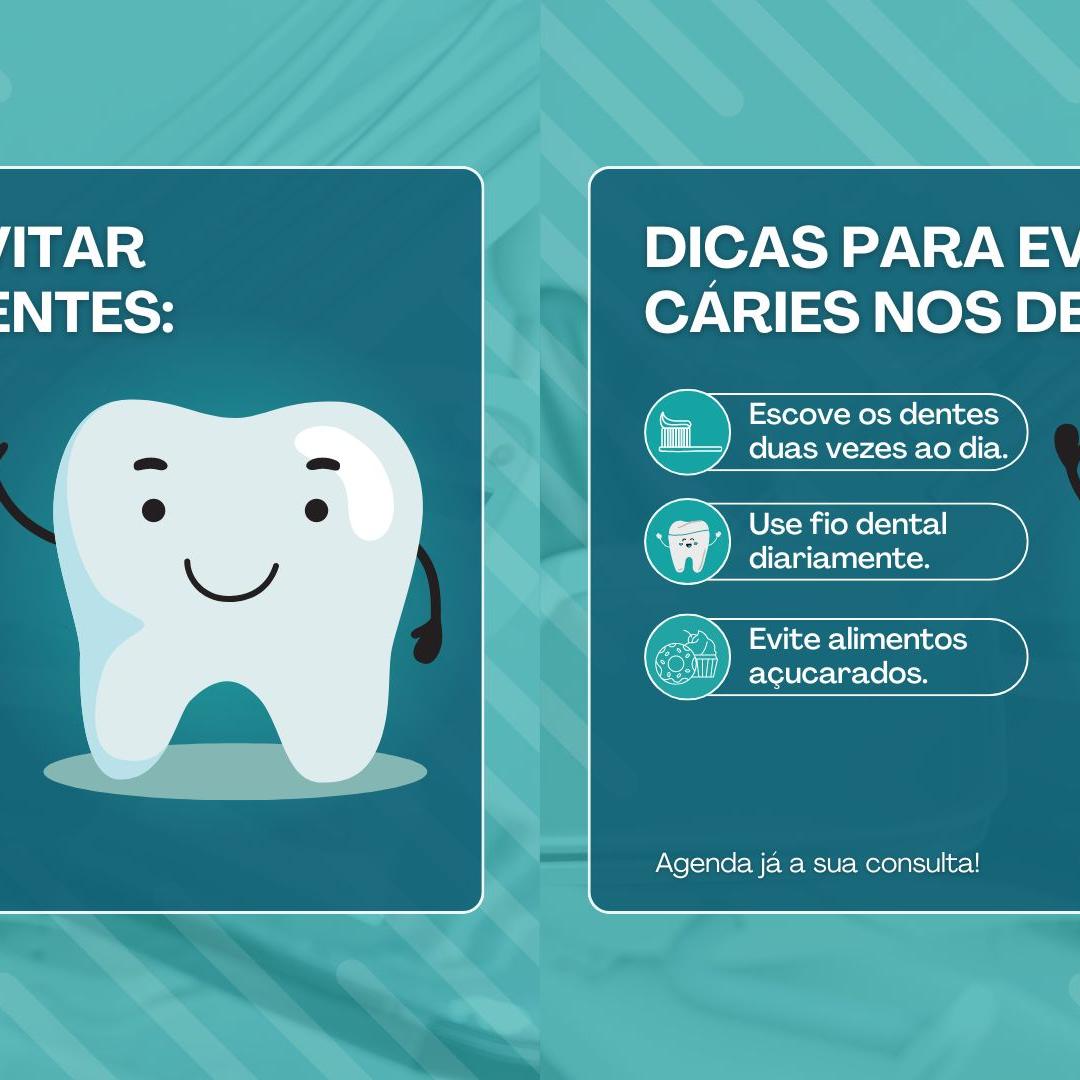 VITAR
ENTES:
DICAS PARA EV
CÁRIES NOS DE
Escove os dentes
duas vezes ao dia.
Use fio dental
diariamente.
Evite alimentos
açucarados.
Agenda já a sua consulta!